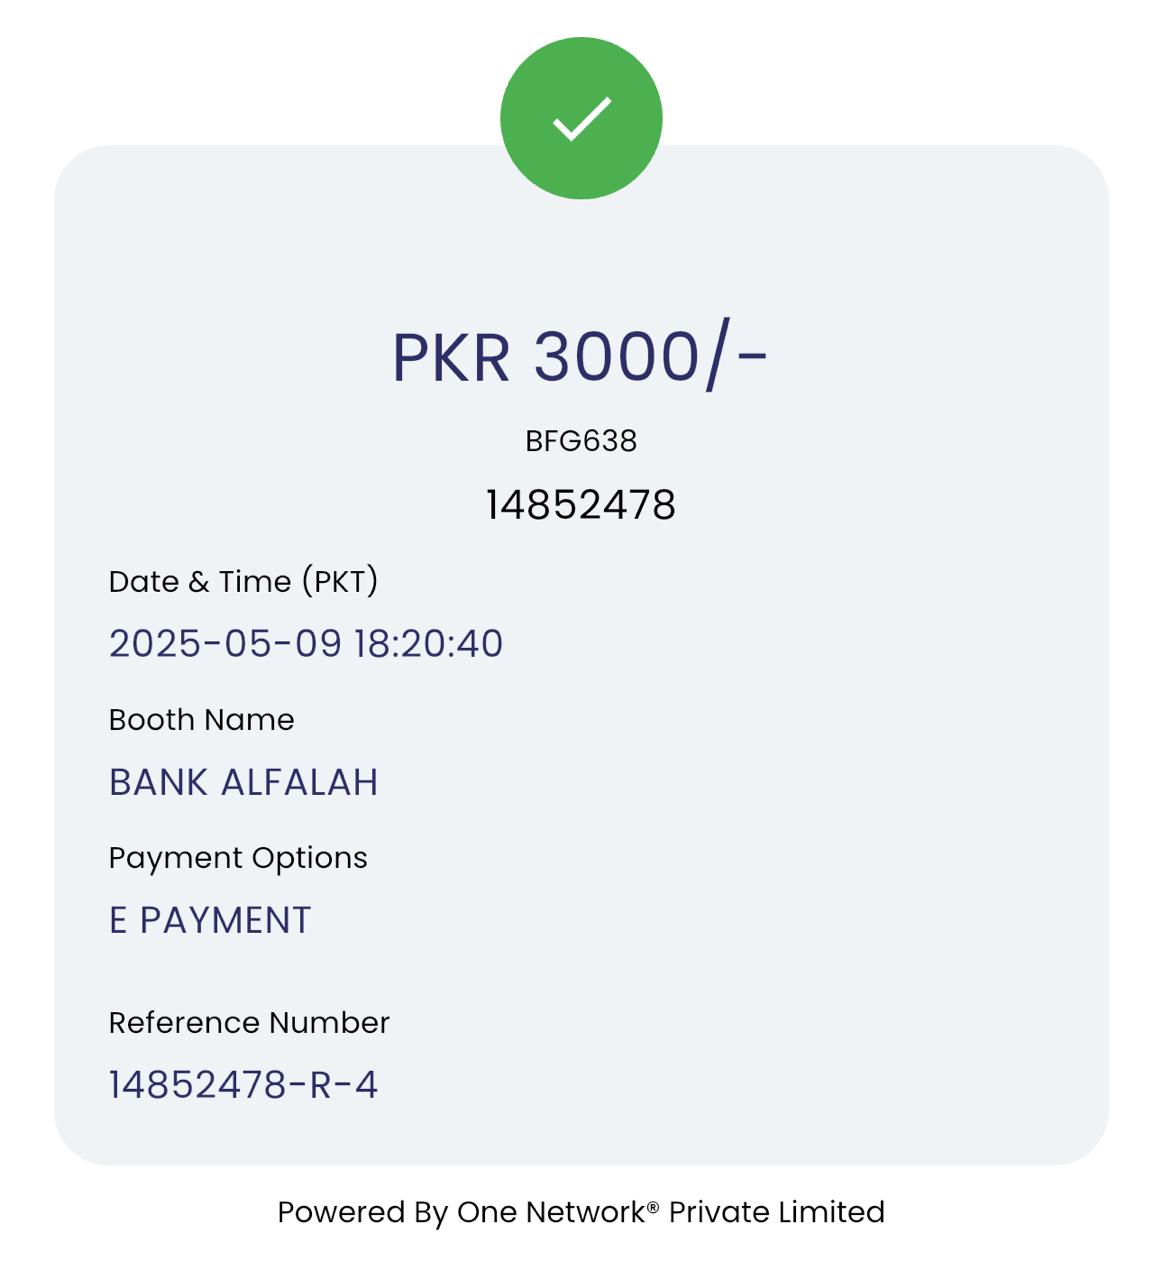 PKR 3000/-
BFG638
14852478
Date & Time (PKT)
2025-05-09 18:20:40
Booth Name
BANK ALFALAH
Payment Options
E PAYMENT
Reference Number
14852478-R-4
Powered By One Network® Private Limited